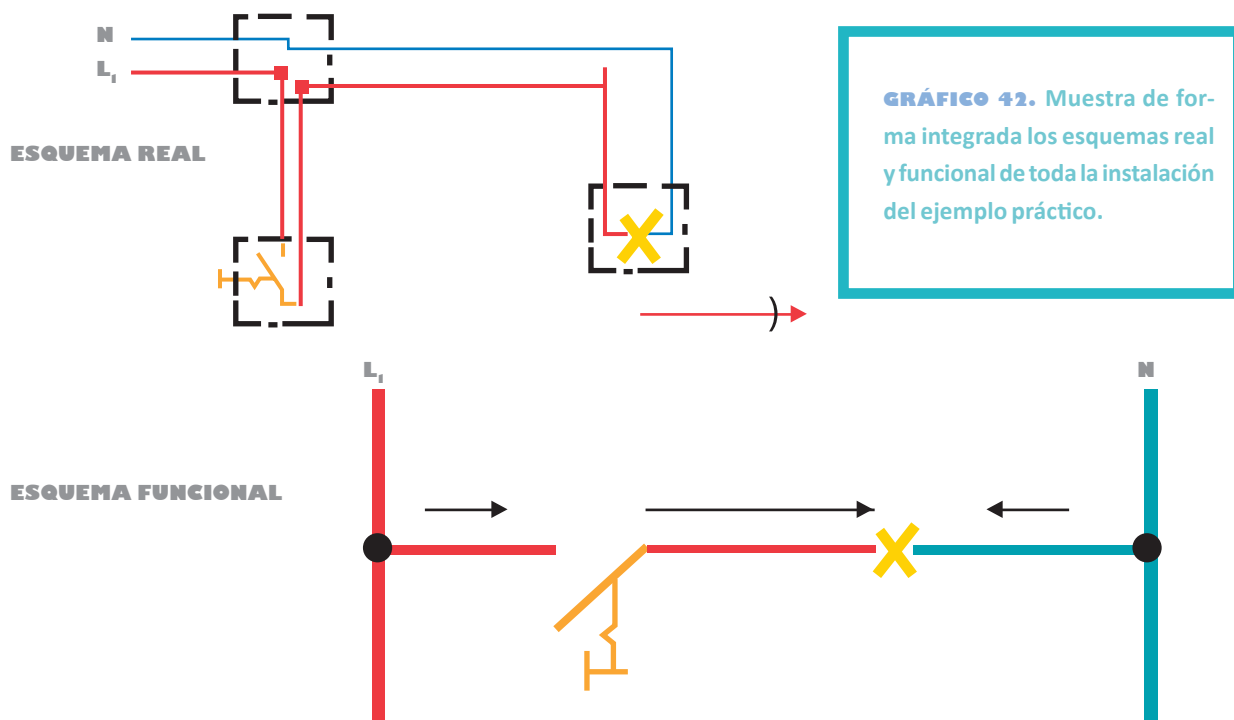 N
L₁
ESQUEMA REAL
GRÁFICO 42. Muestra de for-
ma integrada los esquemas real
y funcional de toda la instalación
del ejemplo práctico.
L₁
N
ESQUEMA FUNCIONAL